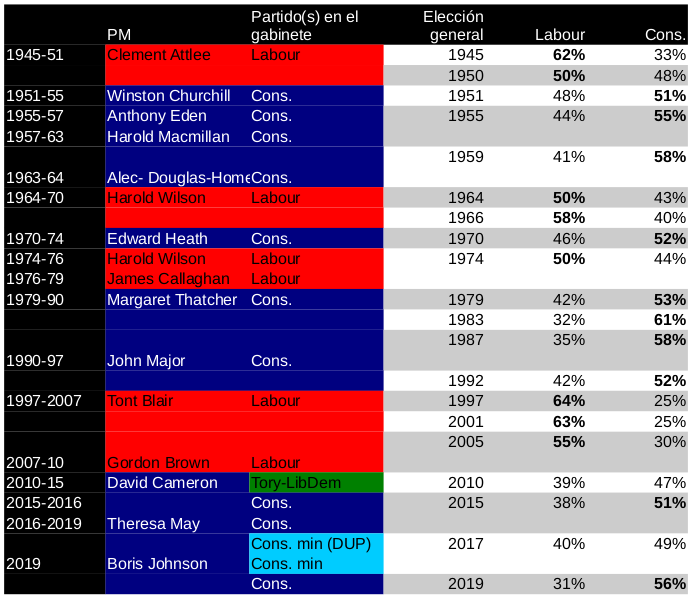 PM Partido(s) en el gabinete Elección general Labour Cons.
1945-51 Clement Attlee Labour 1945 62% 33%
1950 50% 48%
1951-55 Winston Churchill Cons. 1951 48% 51%
1955-57 Anthony Eden Cons. 1955 44% 55%
1957-63 Harold Macmillan Cons.
1959 41% 58%
1963-64 Alec- Douglas-Home Cons.
1964-70 Harold Wilson Labour 1964 50% 43%
1966 58% 40%
1970-74 Edward Heath Cons. 1970 46% 52%
1974-76 Harold Wilson Labour 1974 50% 44%
1976-79 James Callaghan Labour
1979-90 Margaret Thatcher Cons. 1979 42% 53%
1983 32% 61%
1987 35% 58%
1990-97 John Major Cons.
1992 42% 52%
1997-2007 Tont Blair Labour 1997 64% 25%
2001 63% 25%
2005 55% 30%
2007-10 Gordon Brown Labour
2010-15 David Cameron Tory-LibDem 2010 39% 47%
2015-2016 Cons. 2015 38% 51%
2016-2019 Theresa May Cons.
Cons. min (DUP) 2017 40% 49%
2019 Boris Johnson Cons. min
Cons. 2019 31% 56%